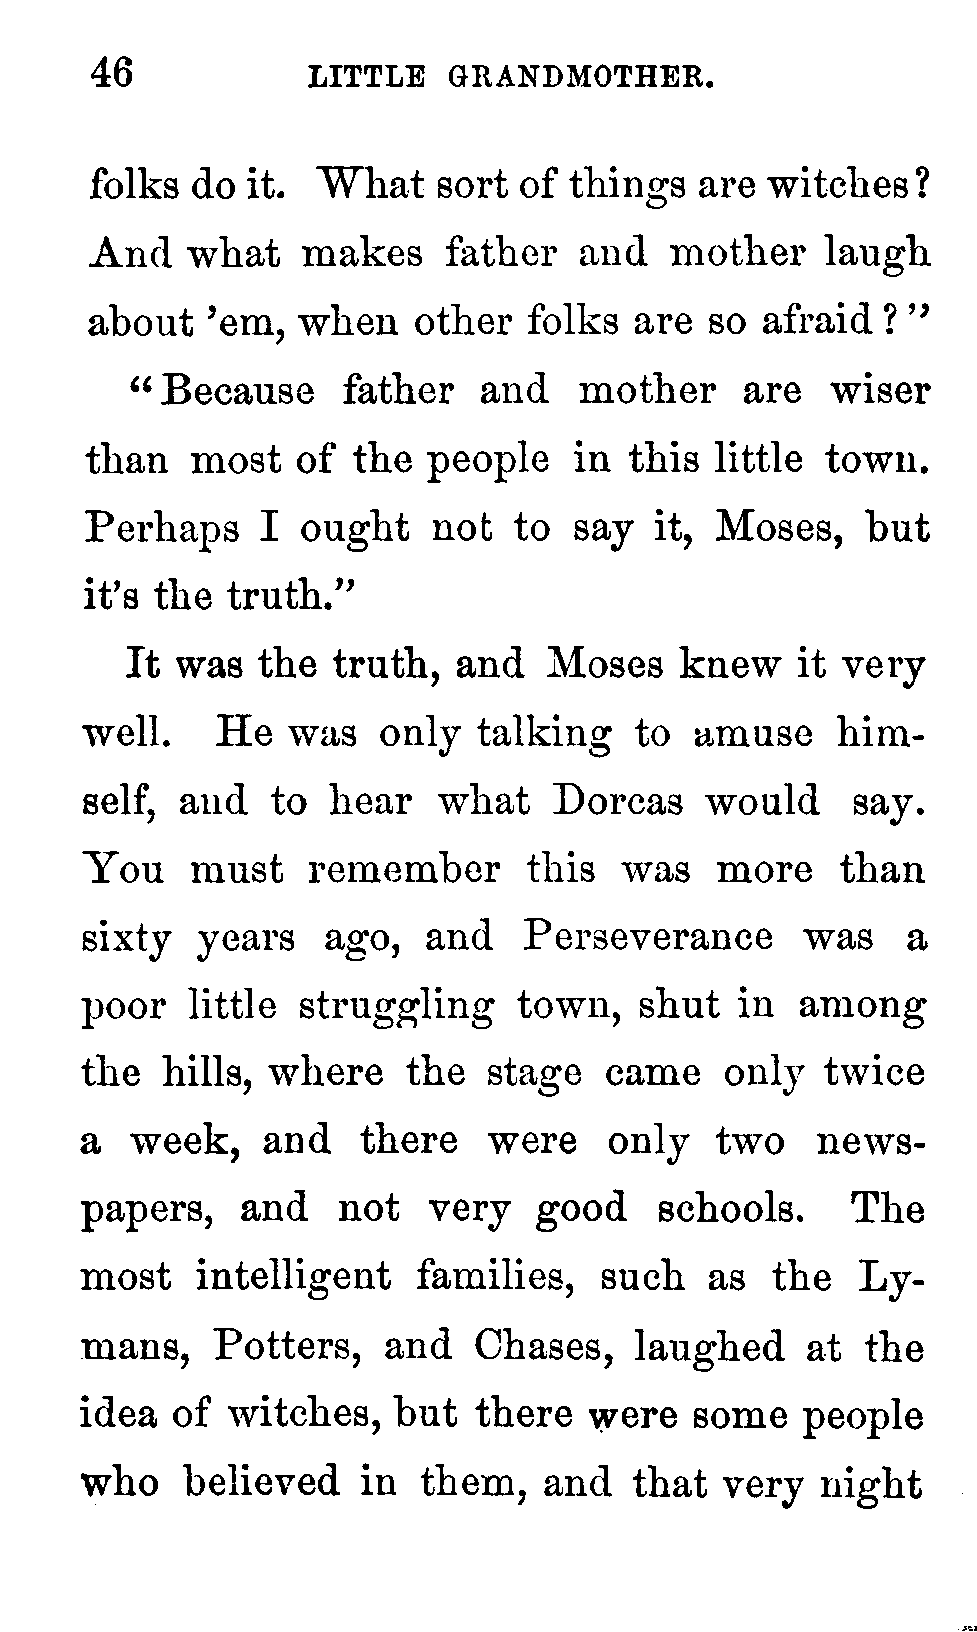 46 LITTLE GRANDMOTHER.
folks do it. What sort of things are witches?
And what makes father and mother laugh
about 'em, when other folks are so afraid?"
"Because father and mother are wiser
than most of the people in this little town.
Perhaps I ought not to say it, Moses, but
it's the truth."
It was the truth, and Moses knew it very
well. He was only talking to amuse him-
self, and to hear what Dorcas would say.
You must remember this was more than
sixty years ago, and Perseverance was a
poor little struggling town, shut in among
the hills, where the stage came only twice
a week, and there were only two news-
papers, and not very good schools. The
most intelligent families, such as the Ly-
mans, Potters, and Chases, laughed at the
idea of witches, but there were some people
who believed in them, and that very night